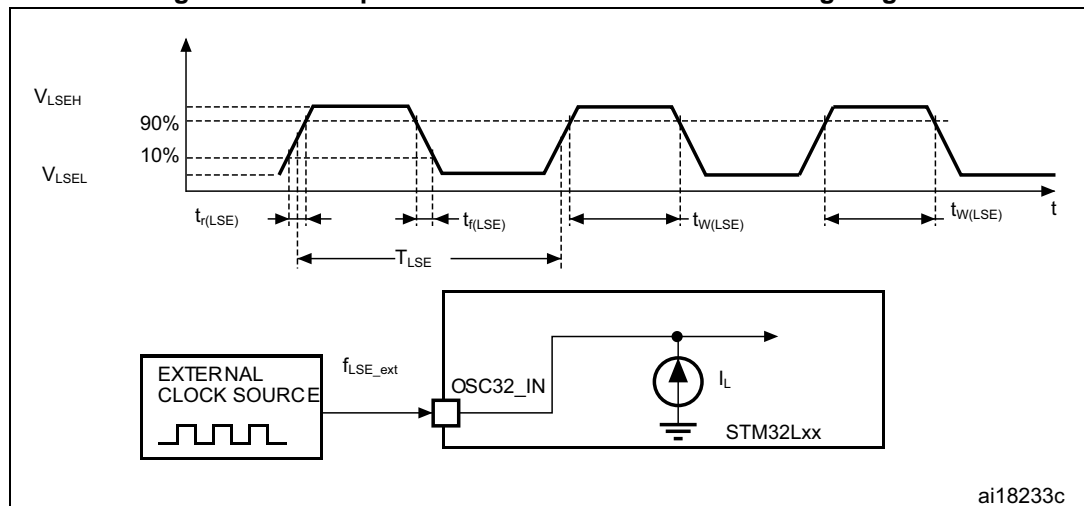 V_LSEH
90%
10%
V_LSEL
t_r(LSE)
t_f(LSE)
t_W(LSE)
t_W(LSE)
t
T_LSE
EXTERNAL
CLOCK SOURCE
f_LSE_ext
OSC32_IN
I_L
STM32Lxx
ai18233c